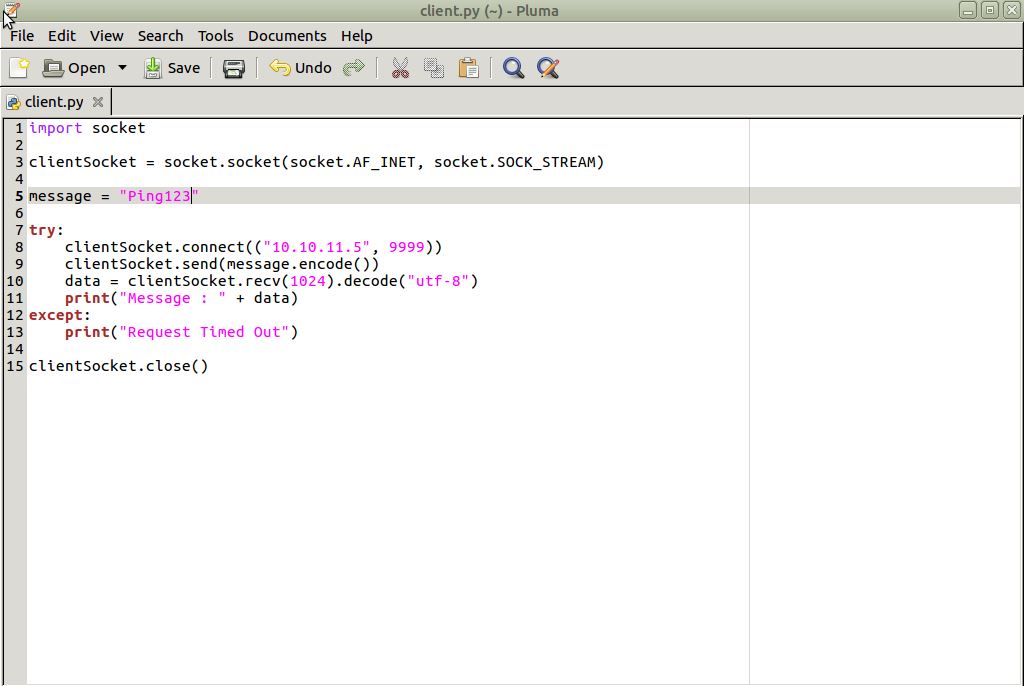 client.py (~) - Pluma
File Edit View Search Tools Documents Help
Open Save Undo
client.py
1 import socket
2
3 clientSocket = socket.socket(socket.AF_INET, socket.SOCK_STREAM)
4
5 message = "Ping123"
6
7 try:
8     clientSocket.connect(("10.10.11.5", 9999))
9     clientSocket.send(message.encode())
10     data = clientSocket.recv(1024).decode("utf-8")
11     print("Message : " + data)
12 except:
13     print("Request Timed Out")
14
15 clientSocket.close()